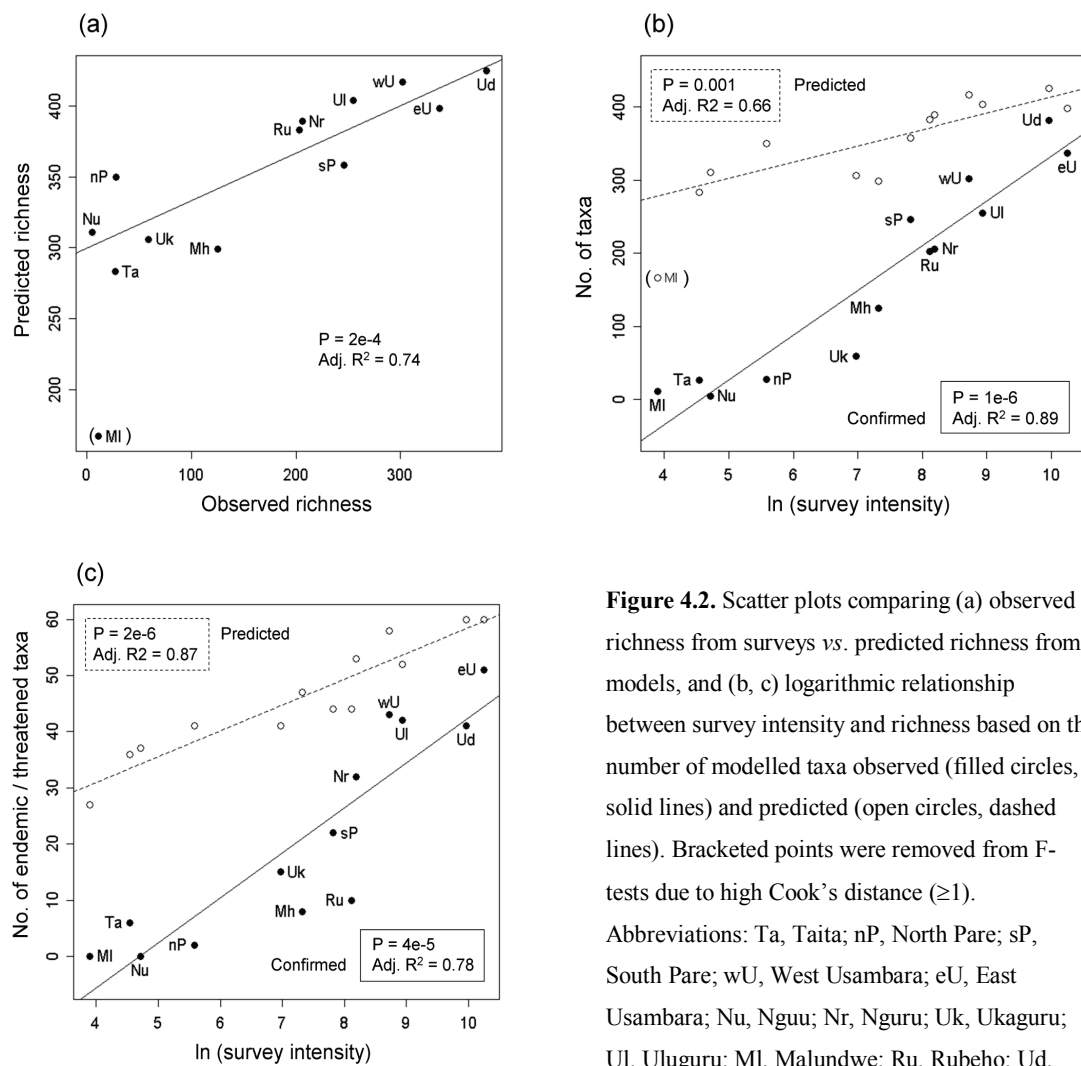 (a)
Predicted richness
400
350
300
250
200
nP
Nu
Ta
Uk
Mh
Ru
Nr
Ul
sP
wU
eU
Ud
(Ml)
P = 2e-4
Adj. R² = 0.74
0 100 200 300
Observed richness
(b)
No. of taxa
400
300
200
100
0
P = 0.001
Adj. R2 = 0.66
Predicted
(Ml)
Ml
Ta
Nu
nP
Uk
Mh
sP
Ru
Nr
wU
Ul
Ud
eU
Confirmed
P = 1e-6
Adj. R² = 0.89
4 5 6 7 8 9 10
ln (survey intensity)
(c)
No. of endemic / threatened taxa
60
50
40
30
20
10
0
P = 2e-6
Adj. R2 = 0.87
Predicted
Ml
Ta
Nu
nP
Uk
Mh
sP
Ru
Nr
wU
Ul
Ud
eU
Confirmed
P = 4e-5
Adj. R² = 0.78
4 5 6 7 8 9 10
ln (survey intensity)
Figure 4.2. Scatter plots comparing (a) observed
richness from surveys vs. predicted richness from
models, and (b, c) logarithmic relationship
between survey intensity and richness based on th
number of modelled taxa observed (filled circles,
solid lines) and predicted (open circles, dashed
lines). Bracketed points were removed from F-
tests due to high Cook's distance (≥1).
Abbreviations: Ta, Taita; nP, North Pare; sP,
South Pare; wU, West Usambara; eU, East
Usambara; Nu, Nguu; Nr, Nguru; Uk, Ukaguru;
Ul, Uluguru; Ml, Malundwe; Ru, Rubeho; Ud,